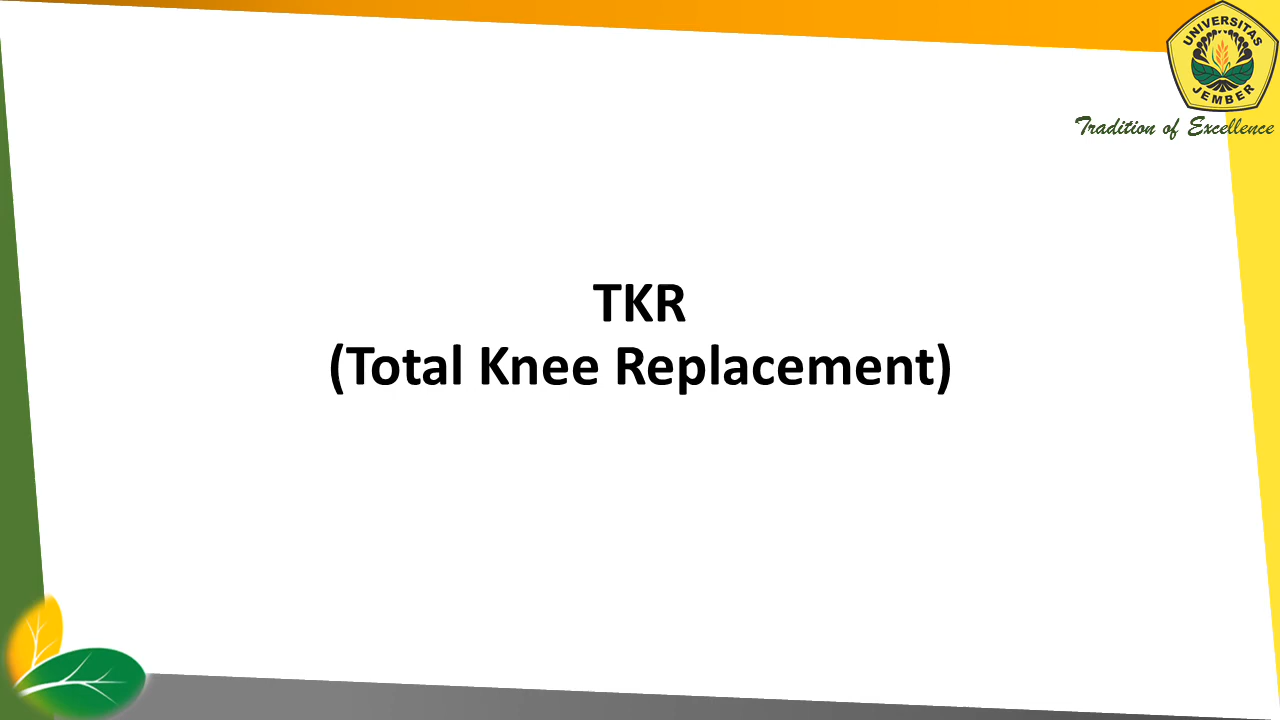 UNIVERSITAS
JEMBER
Tradition of Excellence
TKR
(Total Knee Replacement)